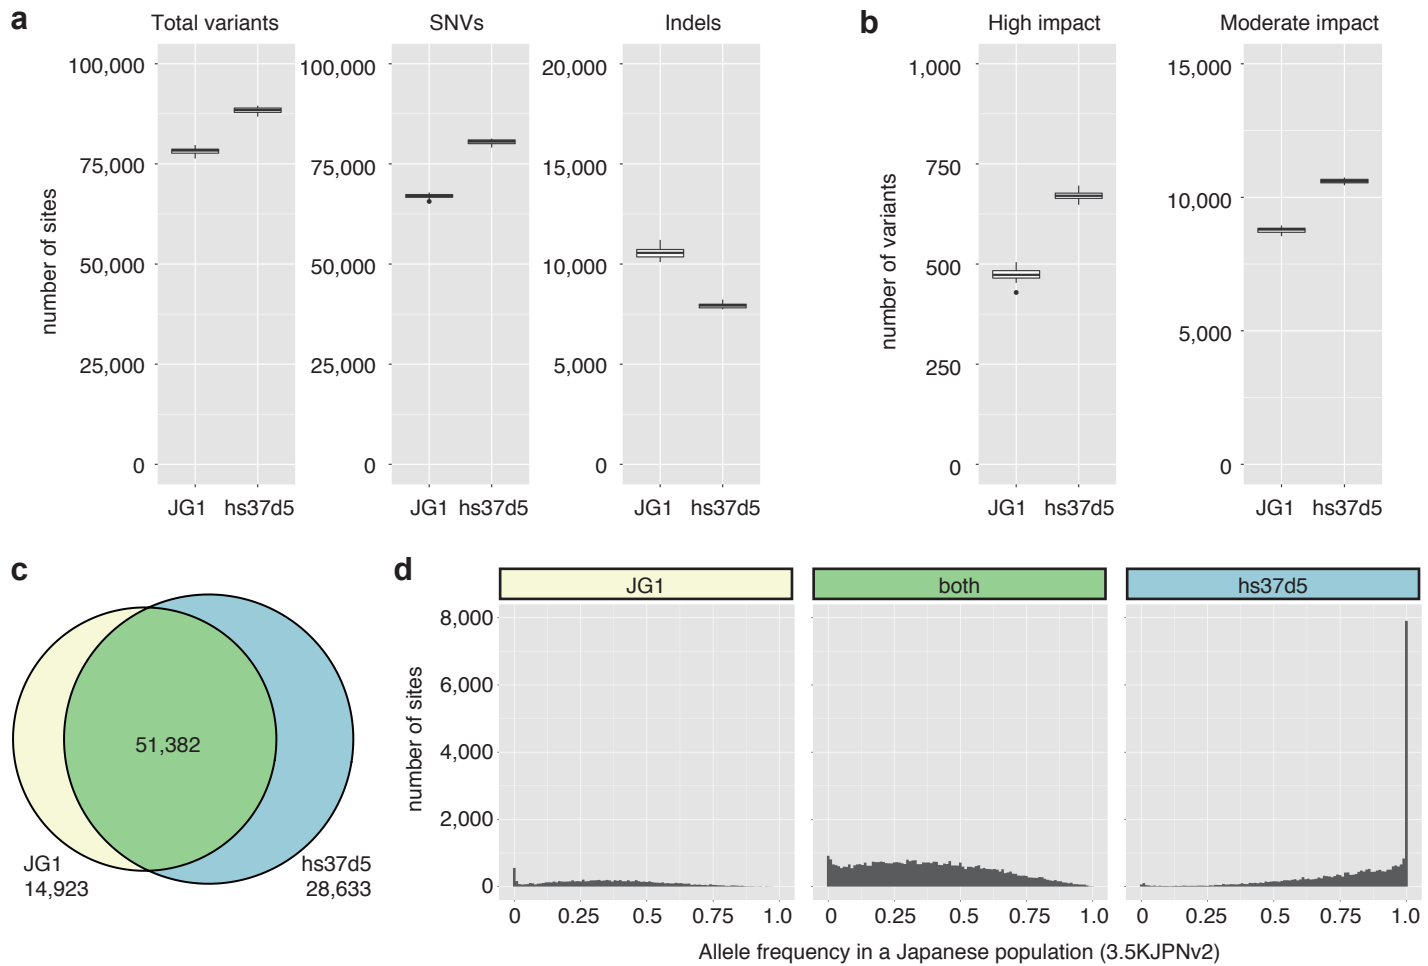 a
Total variants
SNVs
Indels
number of sites
100,000
75,000
50,000
25,000
0
JG1 hs37d5
100,000
75,000
50,000
25,000
0
JG1 hs37d5
20,000
15,000
10,000
5,000
0
JG1 hs37d5
b
High impact
Moderate impact
number of variants
1,000
750
500
250
0
JG1 hs37d5
15,000
10,000
5,000
0
JG1 hs37d5
c
51,382
JG1
14,923
hs37d5
28,633
d
JG1
both
hs37d5
number of sites
8,000
6,000
4,000
2,000
0
0 0.25 0.5 0.75 1.0
0 0.25 0.5 0.75 1.0
0 0.25 0.5 0.75 1.0
Allele frequency in a Japanese population (3.5KJPNv2)